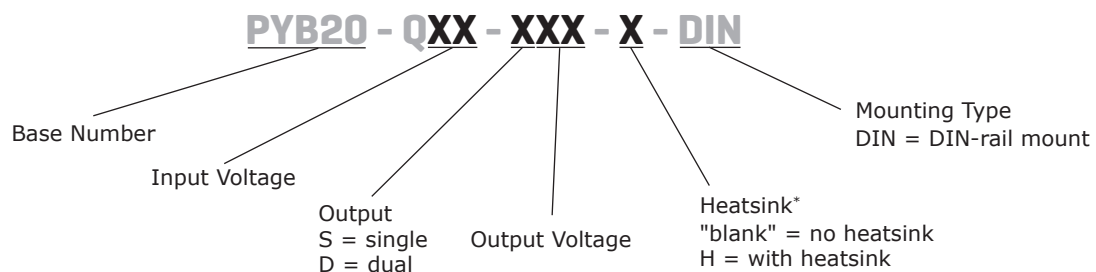 PYB20 - QXX - XXX - X - DIN
Base Number
Input Voltage
Output
S = single
D = dual
Output Voltage
Heatsink*
"blank" = no heatsink
H = with heatsink
Mounting Type
DIN = DIN-rail mount